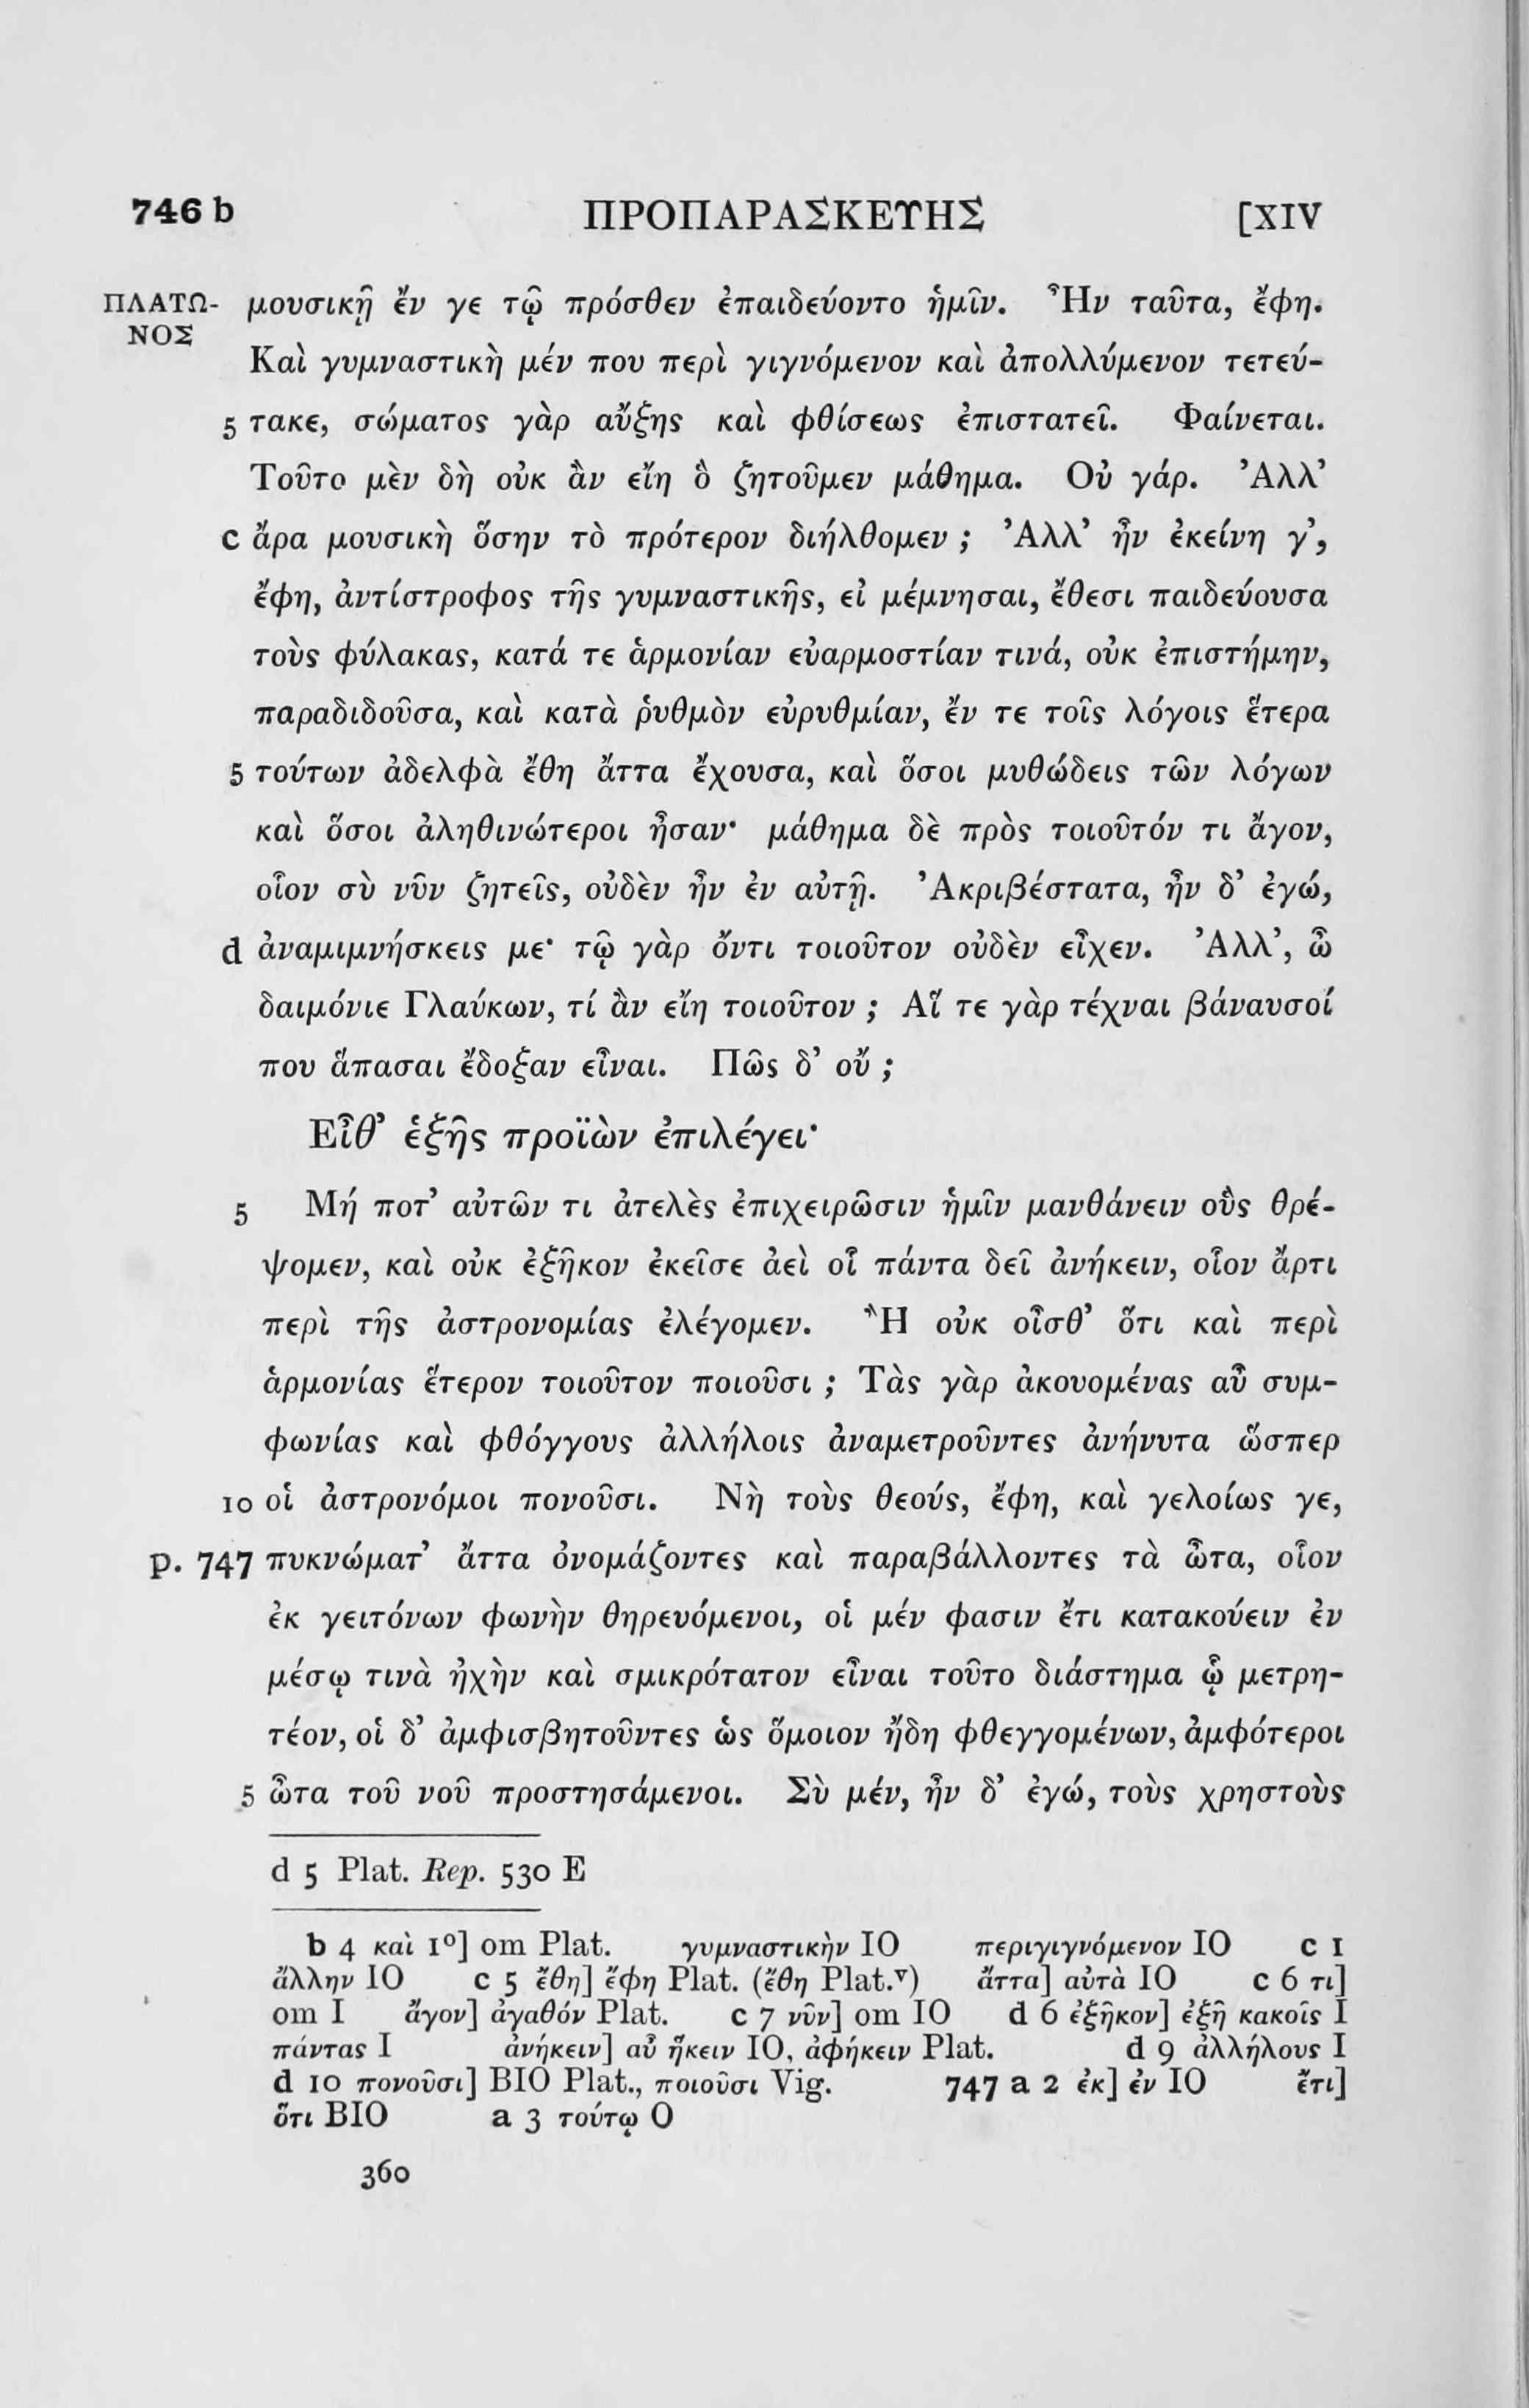 746 b ΠΡΟΠΑΡΑΣΚΕΥΗΣ [XIV
ΠΛΑΤΩ- μουσικῇ ἔν γε τῷ πρόσθεν ἐπαιδεύοντο ἡμῖν. Ἦν ταῦτα, ἔφη.
ΝΟΣ
Καὶ γυμναστικὴ μέν που περὶ γιγνόμενον καὶ ἀπολλύμενον τετεύ-
5 τακε, σώματος γὰρ αὔξης καὶ φθίσεως ἐπιστατεῖ. Φαίνεται.
Τοῦτο μὲν δὴ οὐκ ἂν εἴη ὃ ζητοῦμεν μάθημα. Οὐ γάρ. Ἀλλ’
c ἄρα μουσικὴ ὅσην τὸ πρότερον διήλθομεν ; Ἀλλ’ ἦν ἐκείνη γ’,
ἔφη, ἀντίστροφος τῆς γυμναστικῆς, εἰ μέμνησαι, ἔθεσι παιδεύουσα
τοὺς φύλακας, κατά τε ἁρμονίαν εὐαρμοστίαν τινά, οὐκ ἐπιστήμην,
παραδιδοῦσα, καὶ κατὰ ῥυθμὸν εὐρυθμίαν, ἔν τε τοῖς λόγοις ἕτερα
5 τούτων ἀδελφὰ ἔθη ἄττα ἔχουσα, καὶ ὅσοι μυθώδεις τῶν λόγων
καὶ ὅσοι ἀληθινώτεροι ἦσαν· μάθημα δὲ πρὸς τοιοῦτόν τι ἄγον,
οἷον σὺ νῦν ζητεῖς, οὐδὲν ἦν ἐν αὐτῇ. Ἀκριβέστατα, ἦν δ’ ἐγώ,
d ἀναμιμνήσκεις με· τῷ γὰρ ὄντι τοιοῦτον οὐδὲν εἶχεν. Ἀλλ’, ὦ
δαιμόνιε Γλαύκων, τί ἂν εἴη τοιοῦτον ; Αἵ τε γὰρ τέχναι βάναυσοί
που ἅπασαι ἔδοξαν εἶναι. Πῶς δ’ οὔ ;
Εἶθ’ ἑξῆς προϊὼν ἐπιλέγει·
5 Μή ποτ’ αὐτῶν τι ἀτελὲς ἐπιχειρῶσιν ἡμῖν μανθάνειν οὓς θρέ-
ψομεν, καὶ οὐκ ἐξῆκον ἐκεῖσε ἀεὶ οἷ πάντα δεῖ ἀνήκειν, οἷον ἄρτι
περὶ τῆς ἀστρονομίας ἐλέγομεν. Ἢ οὐκ οἶσθ’ ὅτι καὶ περὶ
ἁρμονίας ἕτερον τοιοῦτον ποιοῦσι ; Τὰς γὰρ ἀκουομένας αὖ συμ-
φωνίας καὶ φθόγγους ἀλλήλοις ἀναμετροῦντες ἀνήνυτα ὥσπερ
10 οἱ ἀστρονόμοι πονοῦσι. Νὴ τοὺς θεούς, ἔφη, καὶ γελοίως γε,
p. 747 πυκνώματ’ ἄττα ὀνομάζοντες καὶ παραβάλλοντες τὰ ὦτα, οἷον
ἐκ γειτόνων φωνὴν θηρευόμενοι, οἱ μέν φασιν ἔτι κατακούειν ἐν
μέσῳ τινὰ ἠχὴν καὶ σμικρότατον εἶναι τοῦτο διάστημα ᾧ μετρη-
τέον, οἱ δ’ ἀμφισβητοῦντες ὡς ὅμοιον ἤδη φθεγγομένων, ἀμφότεροι
5 ὦτα τοῦ νοῦ προστησάμενοι. Σὺ μέν, ἦν δ’ ἐγώ, τοὺς χρηστοὺς
d 5 Plat. Rep. 530 E
b 4 καὶ 1⁰] om Plat. γυμναστικὴν IO περιγιγνόμενον IO c 1
ἄλλην IO c 5 ἔθη] ἔφη Plat. (ἔθη Plat.ᵛ) ἄττα] αὐτὰ IO c 6 τι]
om I ἄγον] ἀγαθόν Plat. c 7 νῦν] om IO d 6 ἐξῆκον] ἐξῆ κακοῖς I
πάντας I ἀνήκειν] αὖ ἥκειν IO, ἀφήκειν Plat. d 9 ἀλλήλους I
d 10 πονοῦσι] BIO Plat., ποιοῦσι Vig. 747 a 2 ἐκ] ἐν IO ἔτι]
ὅτι BIO a 3 τούτῳ O
360